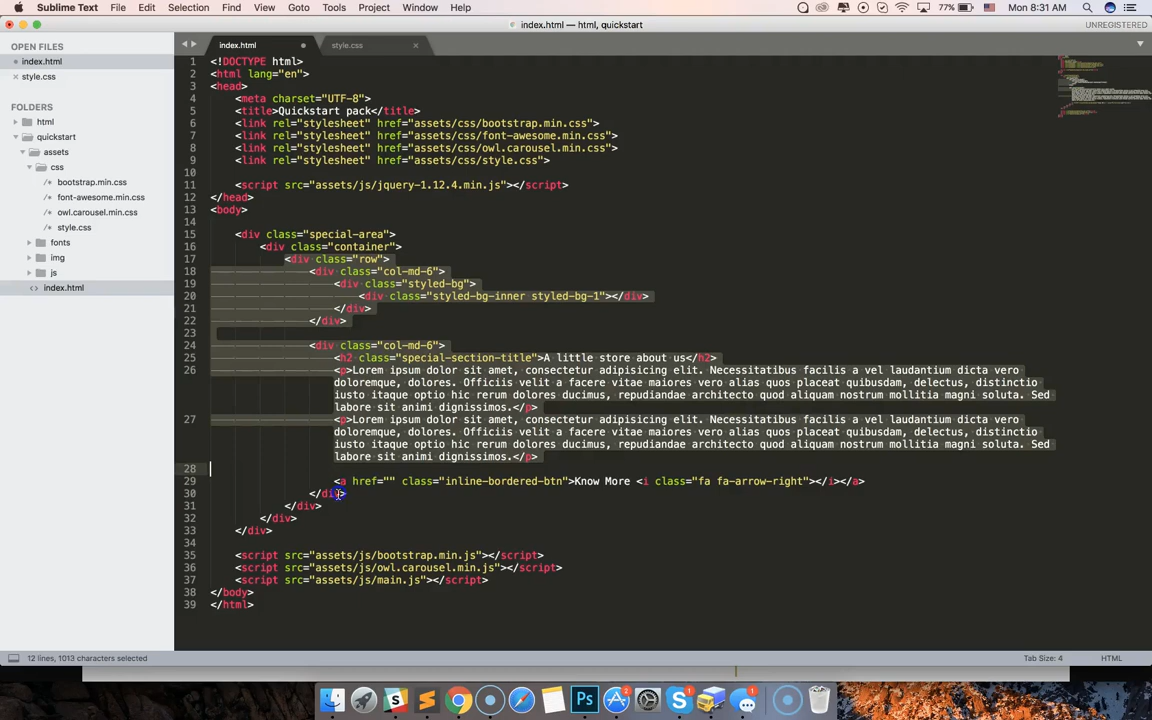 Sublime Text File Edit Selection Find View Goto Tools Project Window Help 77% Mon 8:31 AM
index.html — html, quickstart UNREGISTERED
OPEN FILES
index.html
style.css
FOLDERS
html
quickstart
assets
css
bootstrap.min.css
font-awesome.min.css
owl.carousel.min.css
style.css
fonts
img
js
index.html
index.html style.css
1 <!DOCTYPE html>
2 <html lang="en">
3 <head>
4 <meta charset="UTF-8">
5 <title>Quickstart pack</title>
6 <link rel="stylesheet" href="assets/css/bootstrap.min.css">
7 <link rel="stylesheet" href="assets/css/font-awesome.min.css">
8 <link rel="stylesheet" href="assets/css/owl.carousel.min.css">
9 <link rel="stylesheet" href="assets/css/style.css">
10
11 <script src="assets/js/jquery-1.12.4.min.js"></script>
12 </head>
13 <body>
14
15 <div class="special-area">
16 <div class="container">
17 <div class="row">
18 <div class="col-md-6">
19 <div class="styled-bg">
20 <div class="styled-bg-inner styled-bg-1"></div>
21 </div>
22 </div>
23
24 <div class="col-md-6">
25 <h2 class="special-section-title">A little store about us</h2>
26 <p>Lorem ipsum dolor sit amet, consectetur adipisicing elit. Necessitatibus facilis a vel laudantium dicta vero
doloremque, dolores. Officiis velit a facere vitae maiores vero alias quos placeat quibusdam, delectus, distinctio
iusto itaque optio hic rerum dolores ducimus, repudiandae architecto quod aliquam nostrum mollitia magni soluta. Sed
labore sit animi dignissimos.</p>
27 <p>Lorem ipsum dolor sit amet, consectetur adipisicing elit. Necessitatibus facilis a vel laudantium dicta vero
doloremque, dolores. Officiis velit a facere vitae maiores vero alias quos placeat quibusdam, delectus, distinctio
iusto itaque optio hic rerum dolores ducimus, repudiandae architecto quod aliquam nostrum mollitia magni soluta. Sed
labore sit animi dignissimos.</p>
28
29 <a href="" class="inline-bordered-btn">Know More <i class="fa fa-arrow-right"></i></a>
30 </div>
31 </div>
32 </div>
33 </div>
34
35 <script src="assets/js/bootstrap.min.js"></script>
36 <script src="assets/js/owl.carousel.min.js"></script>
37 <script src="assets/js/main.js"></script>
38 </body>
39 </html>
12 lines, 1013 characters selected Tab Size: 4 HTML
Ps 2 1 1